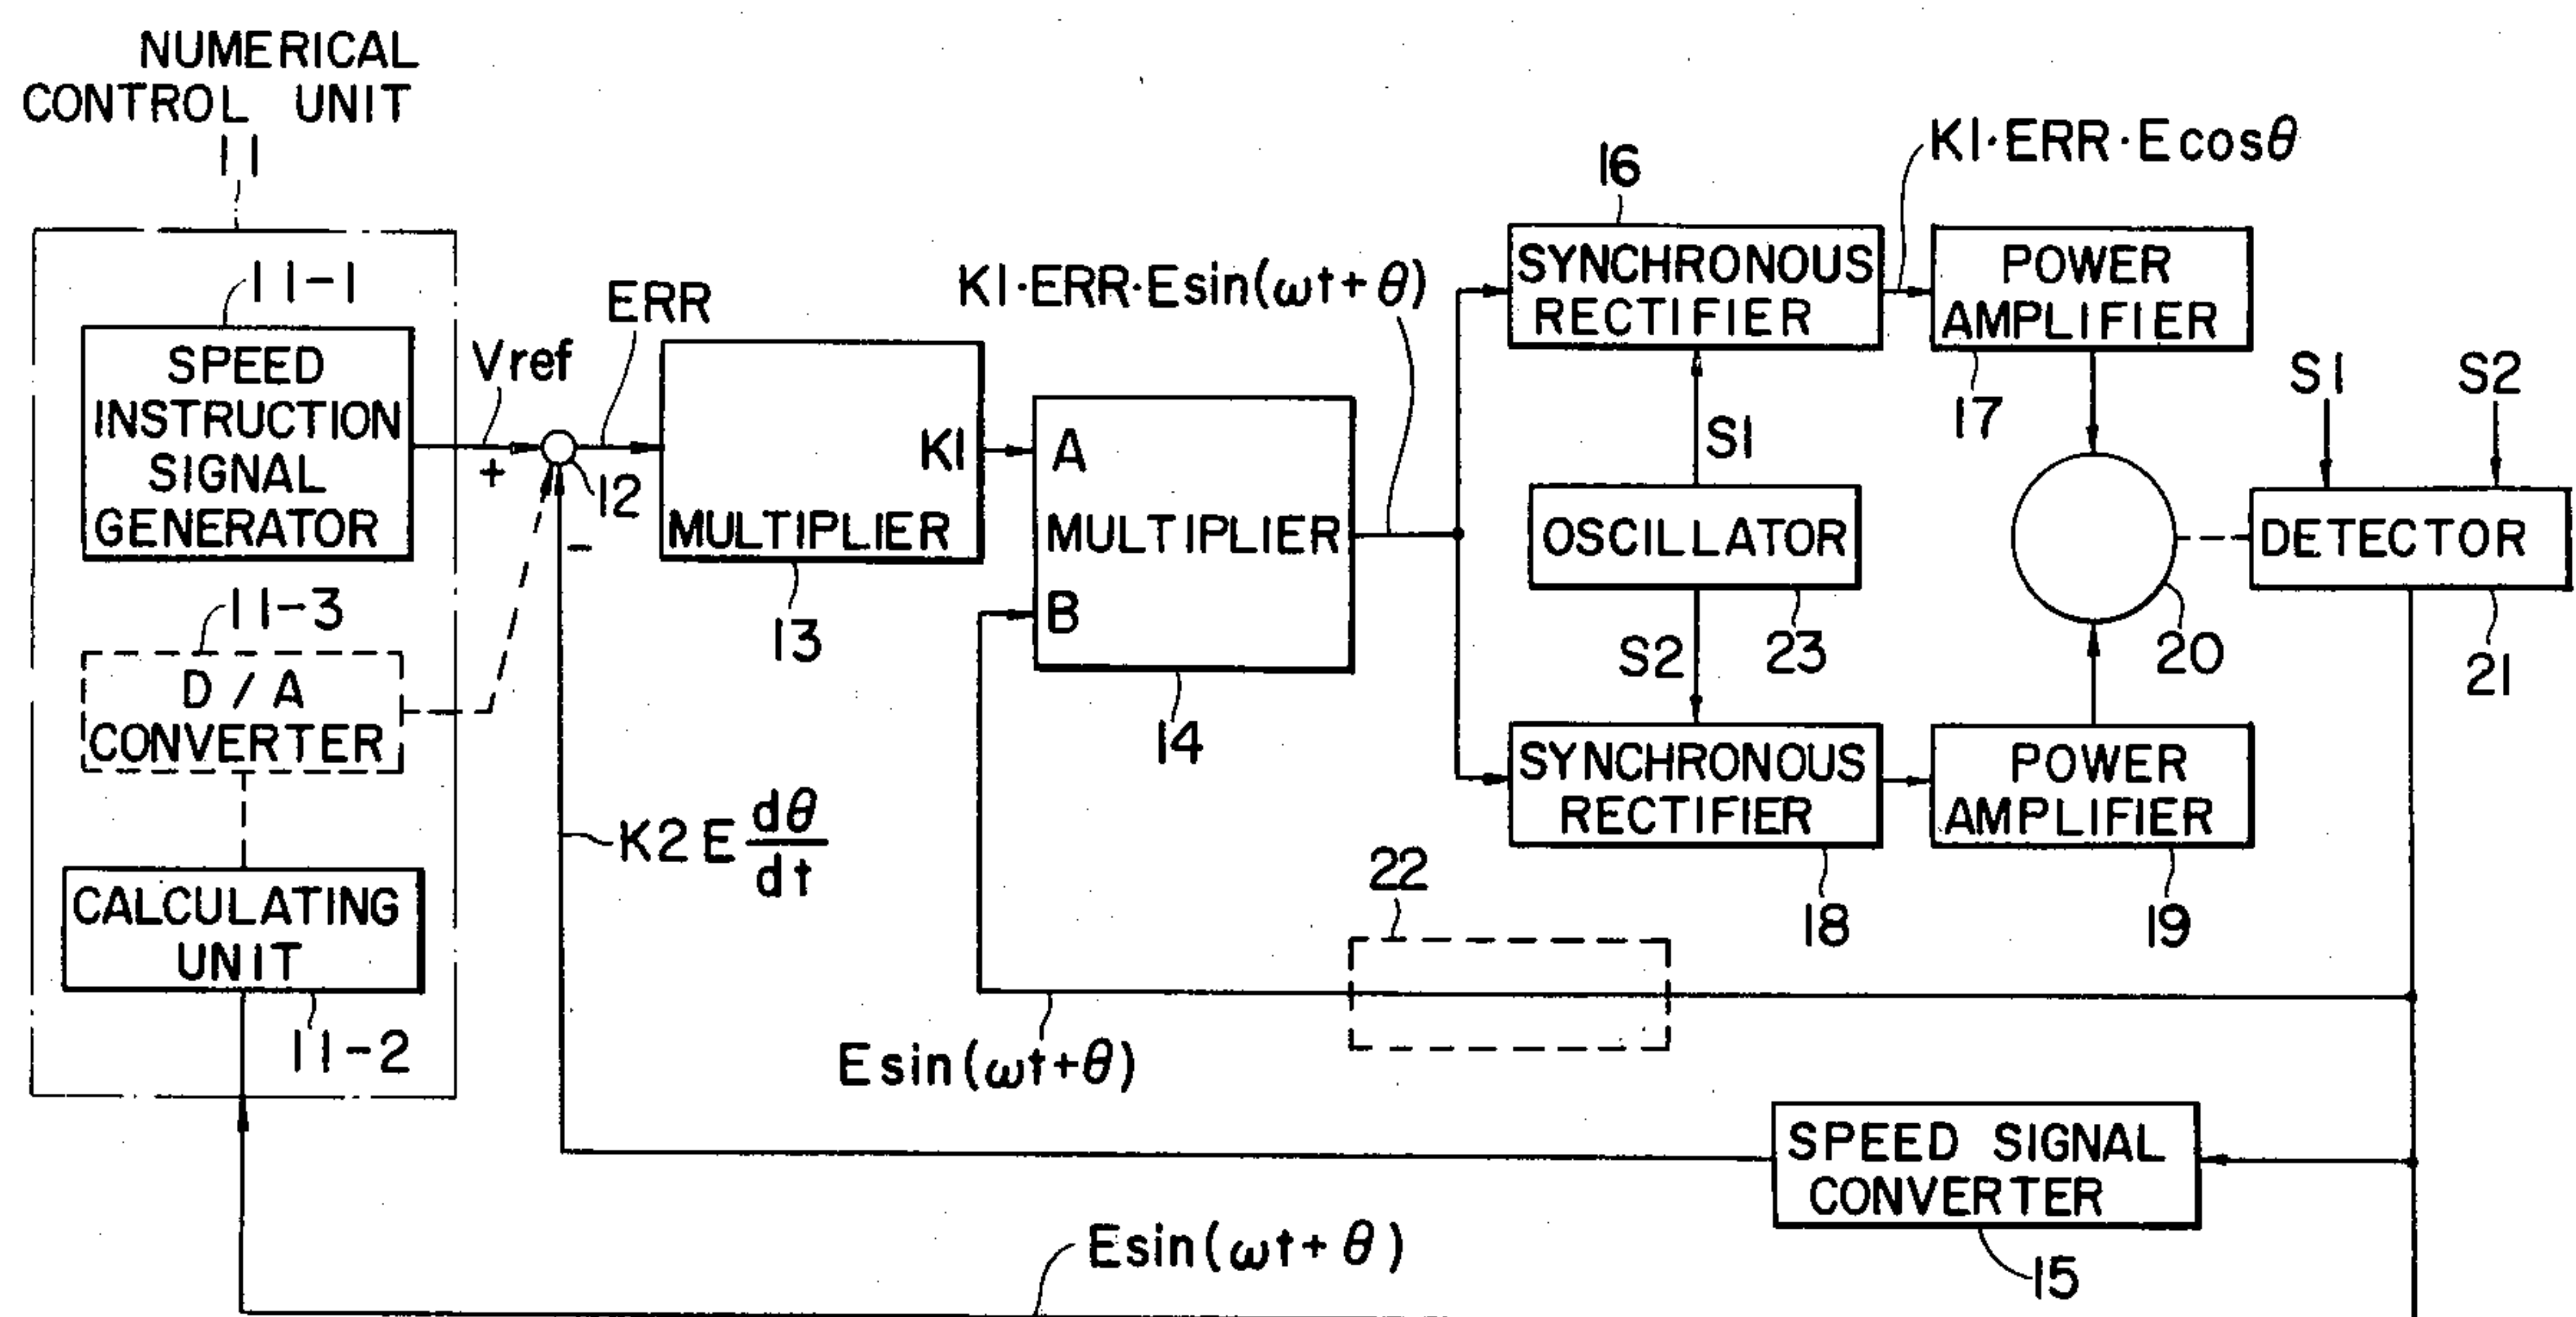 NUMERICAL
CONTROL UNIT
11
11-1
SPEED
INSTRUCTION
SIGNAL
GENERATOR
Vref
+
-
12
ERR
K1
MULTIPLIER
13
A
MULTIPLIER
B
14
K1·ERR·Esin(ωt+θ)
16
SYNCHRONOUS
RECTIFIER
K1·ERR·Ecosθ
POWER
AMPLIFIER
17
S1
OSCILLATOR
23
S2
SYNCHRONOUS
RECTIFIER
18
POWER
AMPLIFIER
19
20
S1
S2
DETECTOR
21
11-3
D/A
CONVERTER
CALCULATING
UNIT
11-2
K2 E dθ/dt
22
Esin(ωt+θ)
SPEED SIGNAL
CONVERTER
15
Esin(ωt+θ)